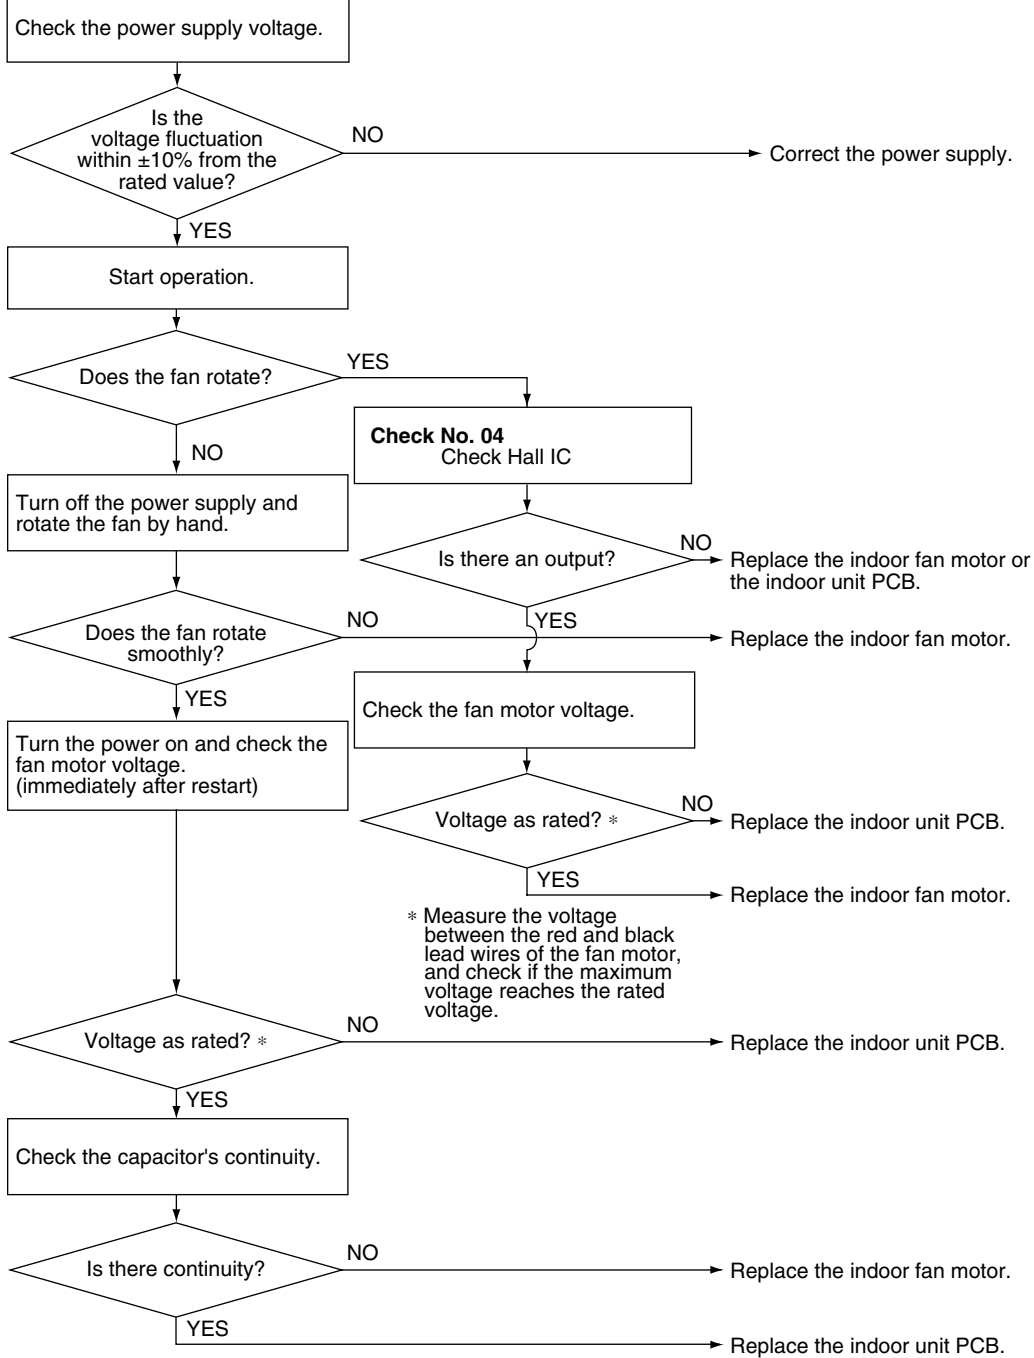 Check the power supply voltage.
Is the
voltage fluctuation
within ±10% from the
rated value?
NO
Correct the power supply.
YES
Start operation.
Does the fan rotate?
YES
NO
Check No. 04
Check Hall IC
Turn off the power supply and
rotate the fan by hand.
Is there an output?
NO
Replace the indoor fan motor or
the indoor unit PCB.
YES
Does the fan rotate
smoothly?
NO
Replace the indoor fan motor.
YES
Check the fan motor voltage.
Turn the power on and check the
fan motor voltage.
(immediately after restart)
Voltage as rated? *
NO
Replace the indoor unit PCB.
YES
Replace the indoor fan motor.
* Measure the voltage
between the red and black
lead wires of the fan motor,
and check if the maximum
voltage reaches the rated
voltage.
Voltage as rated? *
NO
Replace the indoor unit PCB.
YES
Check the capacitor's continuity.
Is there continuity?
NO
Replace the indoor fan motor.
YES
Replace the indoor unit PCB.